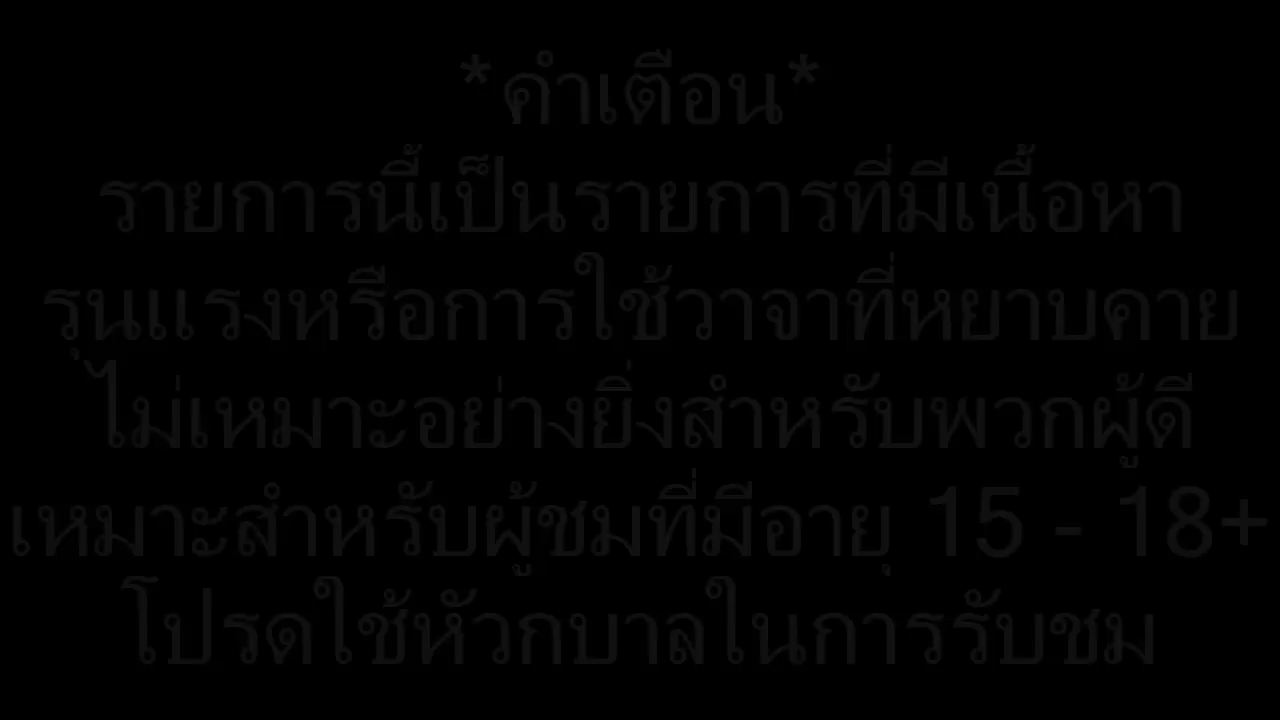 *คำเตือน*
รายการนี้เป็นรายการที่มีเนื้อหา
รุนแรงหรือการใช้วาจาที่หยาบคาย
ไม่เหมาะอย่างยิ่งสำหรับพวกผู้ดี
เหมาะสำหรับผู้ชมที่มีอายุ 15 - 18+
โปรดใช้หัวกบาลในการรับชม